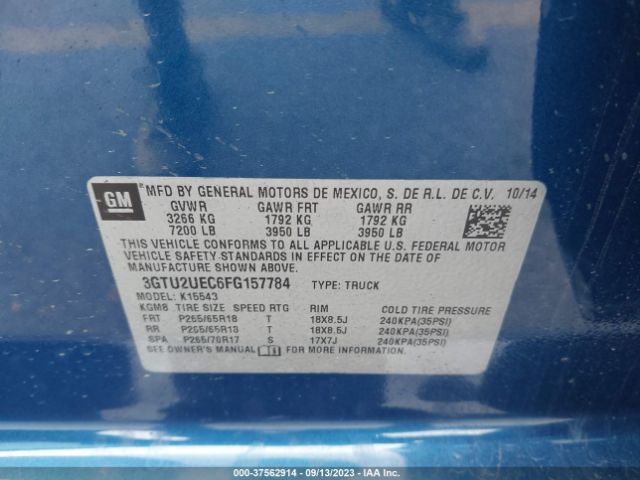 GM
MFD BY GENERAL MOTORS DE MEXICO, S. DE R.L. DE C.V. 10/14
GVWR GAWR FRT GAWR RR
3266 KG 1792 KG 1792 KG
7200 LB 3950 LB 3950 LB
THIS VEHICLE CONFORMS TO ALL APPLICABLE U.S. FEDERAL MOTOR
VEHICLE SAFETY STANDARDS IN EFFECT ON THE DATE OF
MANUFACTURE SHOWN ABOVE.
3GTU2UEC6FG157784 TYPE: TRUCK
MODEL: K15543
KGM8 TIRE SIZE SPEED RTG RIM COLD TIRE PRESSURE
FRT P265/65R18 T 18X8.5J 240KPA(35PSI)
RR P265/65R18 T 18X8.5J 240KPA(35PSI)
SPA P265/70R17 S 17X7J 240KPA(35PSI)
SEE OWNER'S MANUAL FOR MORE INFORMATION.
000-37562914 - 09/13/2023 - IAA Inc.